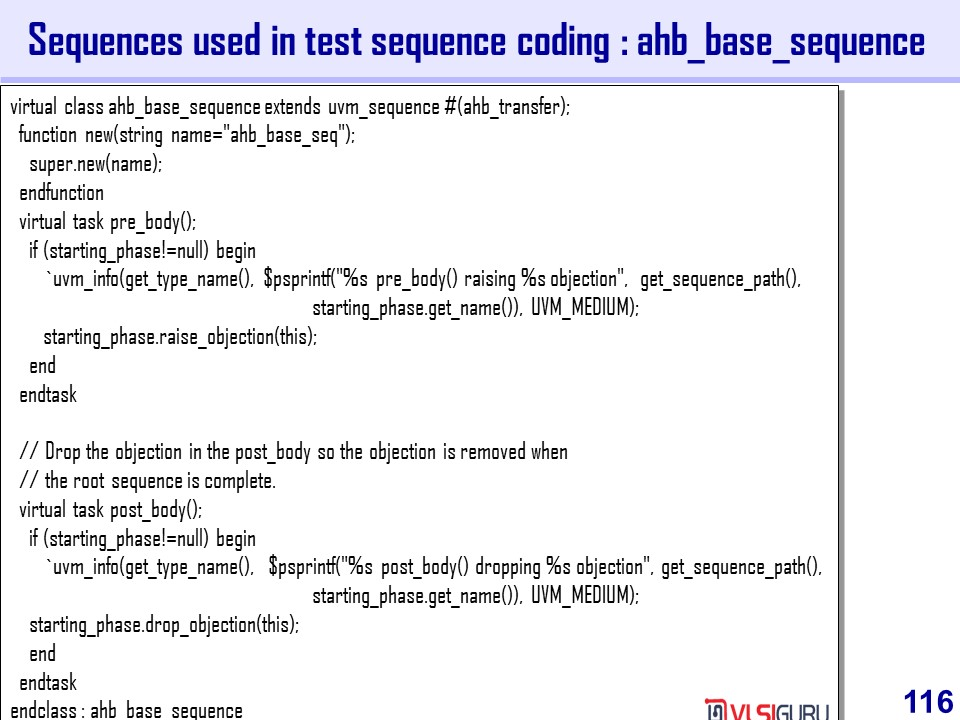 Sequences used in test sequence coding : ahb_base_sequence
virtual class ahb_base_sequence extends uvm_sequence #(ahb_transfer);
function new(string name="ahb_base_seq");
super.new(name);
endfunction
virtual task pre_body();
if (starting_phase!=null) begin
`uvm_info(get_type_name(), $psprintf("%s pre_body() raising %s objection", get_sequence_path(),
starting_phase.get_name()), UVM_MEDIUM);
starting_phase.raise_objection(this);
end
endtask
// Drop the objection in the post_body so the objection is removed when
// the root sequence is complete.
virtual task post_body();
if (starting_phase!=null) begin
`uvm_info(get_type_name(), $psprintf("%s post_body() dropping %s objection", get_sequence_path(),
starting_phase.get_name()), UVM_MEDIUM);
starting_phase.drop_objection(this);
end
endtask
endclass : ahb_base_sequence
VLSIGURU
116